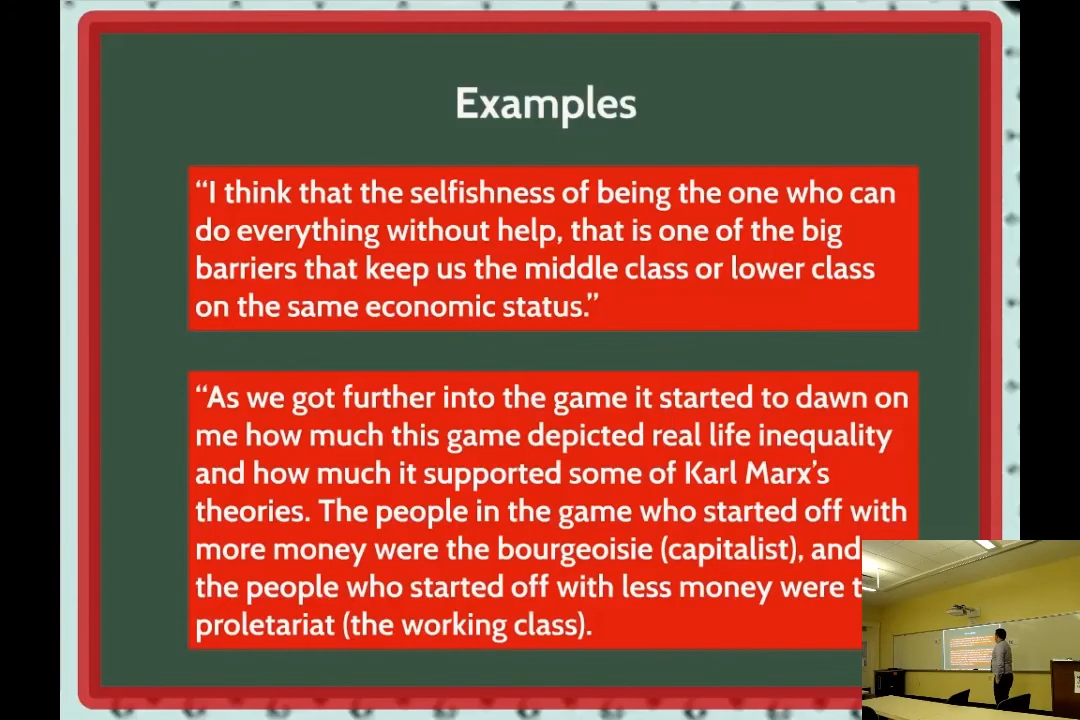 Examples
“I think that the selfishness of being the one who can
do everything without help, that is one of the big
barriers that keep us the middle class or lower class
on the same economic status.”
“As we got further into the game it started to dawn on
me how much this game depicted real life inequality
and how much it supported some of Karl Marx’s
theories. The people in the game who started off with
more money were the bourgeoisie (capitalist), and
the people who started off with less money were t
proletariat (the working class).